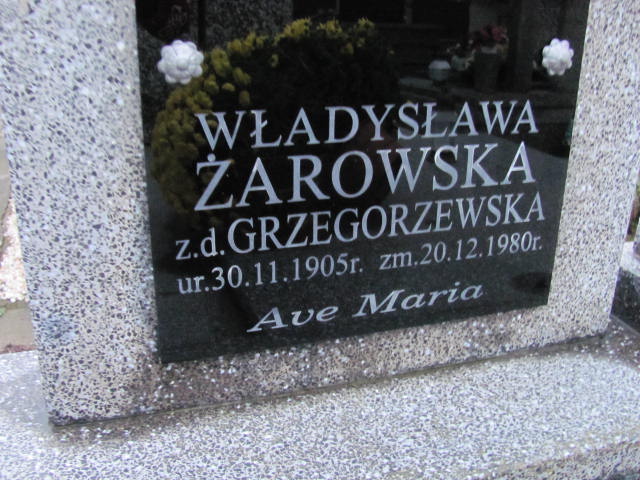 WŁADYSŁAWA
ŻAROWSKA
z.d. GRZEGORZEWSKA
ur.30.11.1905r. zm.20.12.1980r.
Ave Maria